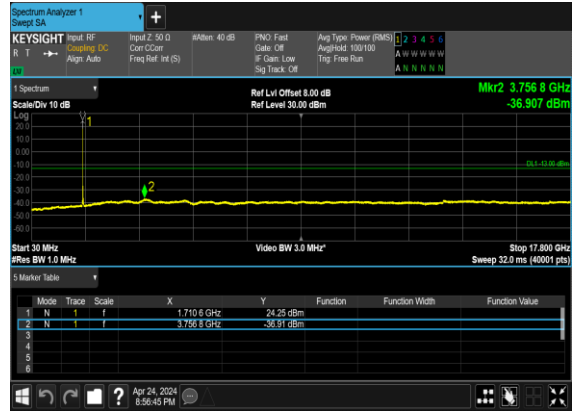 Spectrum Analyzer 1
Swept SA
+
KEYSIGHT Input: RF Input Z: 50 Ω #Atten: 40 dB PNO: Fast Avg Type: Power (RMS) 1 2 3 4 5 6
R T Coupling: DC Corr CCorr Gate: Off Avg|Hold: 100/100 A W W W W W
Align: Auto Freq Ref: Int (S) IF Gain: Low Trig: Free Run
Sig Track: Off A N N N N N
1 Spectrum Ref Lvl Offset 8.00 dB Mkr2 3.756 8 GHz
Scale/Div 10 dB Ref Level 30.00 dBm -36.907 dBm
Log
1
20.0
10.0
0.00
-10.0
DL1 -13.00 dBm
-20.0
-30.0
2
-40.0
-50.0
-60.0
Start 30 MHz Video BW 3.0 MHz* Stop 17.800 GHz
#Res BW 1.0 MHz Sweep 32.0 ms (40001 pts)
5 Marker Table
Mode Trace Scale X Y Function Function Width Function Value
1 N 1 f 1.710 6 GHz 24.25 dBm
2 N 1 f 3.756 8 GHz -36.91 dBm
3
4
5
6
? Apr 24, 2024
8:56:45 PM